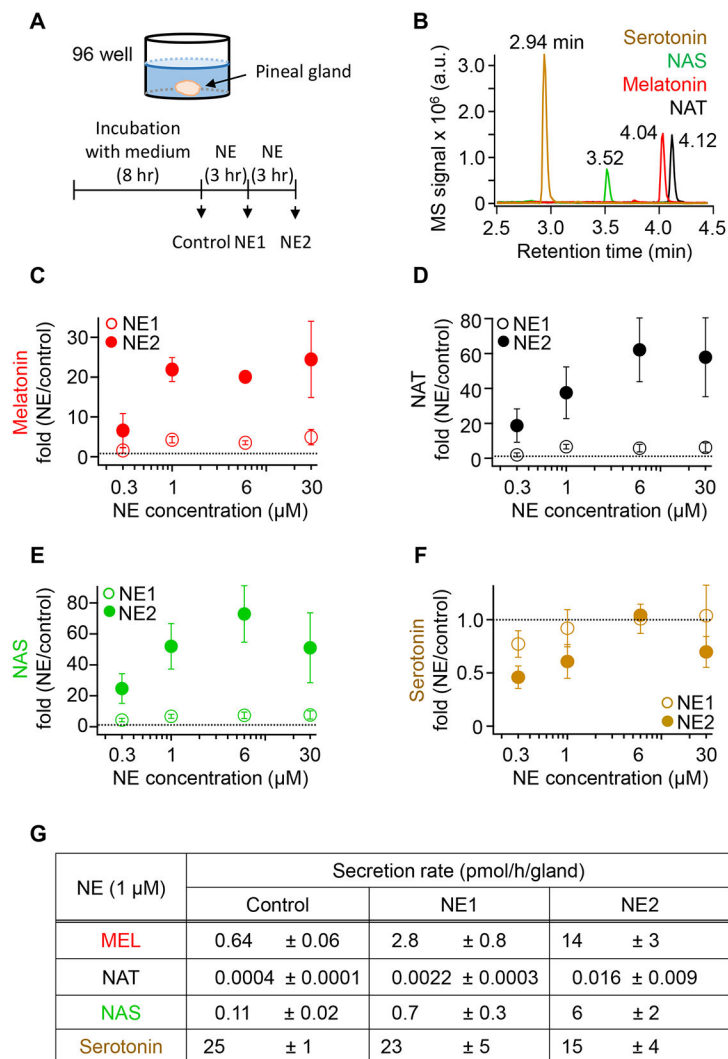 A
96 well
Pineal gland
Incubation
with medium
(8 hr)
NE
(3 hr)
NE
(3 hr)
Control NE1 NE2
B
Serotonin
NAS
Melatonin
NAT
2.94 min
3.52
4.04
4.12
MS signal x 10⁶ (a.u.)
3.0
2.0
1.0
0
2.5 3.0 3.5 4.0 4.5
Retention time (min)
C
NE1
NE2
Melatonin
fold (NE/control)
30
20
10
0
0.3 1 6 30
NE concentration (µM)
D
NE1
NE2
NAT
fold (NE/control)
80
60
40
20
0
0.3 1 6 30
NE concentration (µM)
E
NE1
NE2
NAS
fold (NE/control)
80
60
40
20
0
0.3 1 6 30
NE concentration (µM)
F
Serotonin
fold (NE/control)
1.0
0.5
0
NE1
NE2
0.3 1 6 30
NE concentration (µM)
G
NE (1 µM)
Secretion rate (pmol/h/gland)
Control NE1 NE2
MEL 0.64 ± 0.06 2.8 ± 0.8 14 ± 3
NAT 0.0004 ± 0.0001 0.0022 ± 0.0003 0.016 ± 0.009
NAS 0.11 ± 0.02 0.7 ± 0.3 6 ± 2
Serotonin 25 ± 1 23 ± 5 15 ± 4